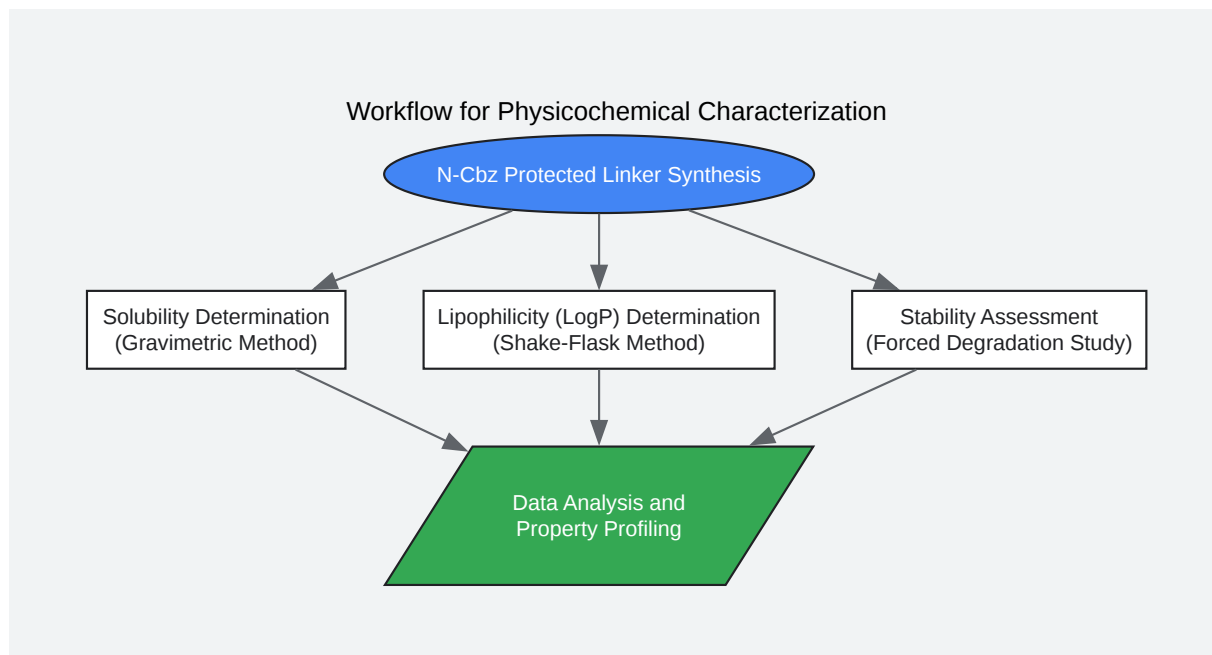 Workflow for Physicochemical Characterization
N-Cbz Protected Linker Synthesis
Solubility Determination
(Gravimetric Method)
Lipophilicity (LogP) Determination
(Shake-Flask Method)
Stability Assessment
(Forced Degradation Study)
Data Analysis and
Property Profiling